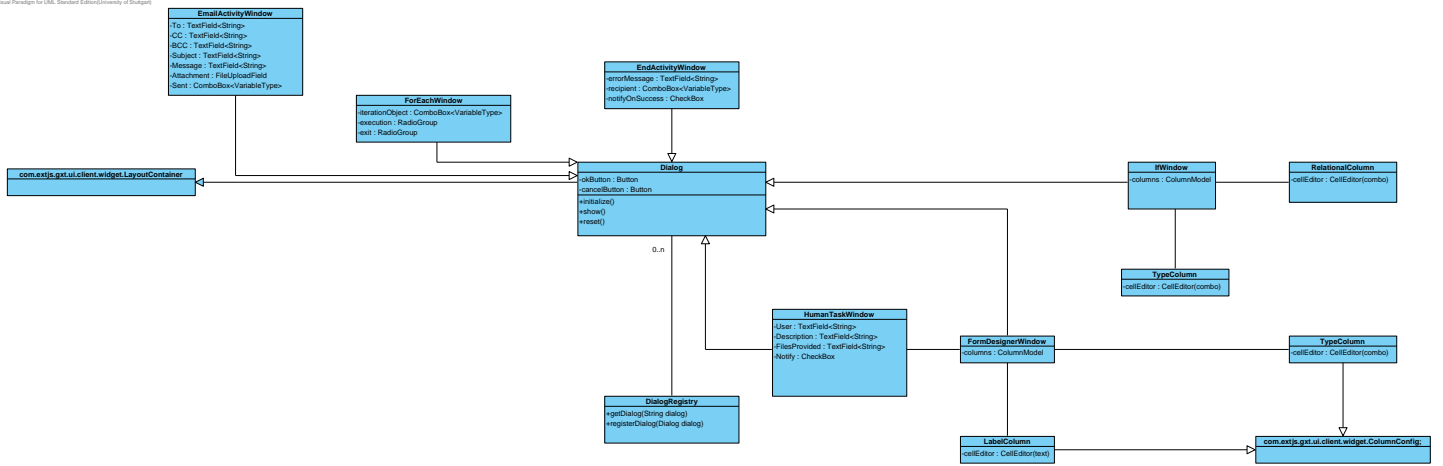 Visual Paradigm for UML Standard Edition(University of Stuttgart)
EmailActivityWindow
-To : TextField<String>
-CC : TextField<String>
-BCC : TextField<String>
-Subject : TextField<String>
-Message : TextField<String>
-Attachment : FileUploadField
-Sent : ComboBox<VariableType>
EndActivityWindow
-errorMessage : TextField<String>
-recipient : ComboBox<VariableType>
-notifyOnSuccess : CheckBox
ForEachWindow
-iterationObject : ComboBox<VariableType>
-execution : RadioGroup
-exit : RadioGroup
com.extjs.gxt.ui.client.widget.LayoutContainer
Dialog
-okButton : Button
-cancelButton : Button
+initialize()
+show()
+reset()
IfWindow
-columns : ColumnModel
RelationalColumn
-cellEditor : CellEditor(combo)
0..n
TypeColumn
-cellEditor : CellEditor(combo)
HumanTaskWindow
-User : TextField<String>
-Description : TextField<String>
-FilesProvided : TextField<String>
-Notify : CheckBox
FormDesignerWindow
-columns : ColumnModel
TypeColumn
-cellEditor : CellEditor(combo)
DialogRegistry
+getDialog(String dialog)
+registerDialog(Dialog dialog)
LabelColumn
-cellEditor : CellEditor(text)
com.extjs.gxt.ui.client.widget.ColumnConfig;